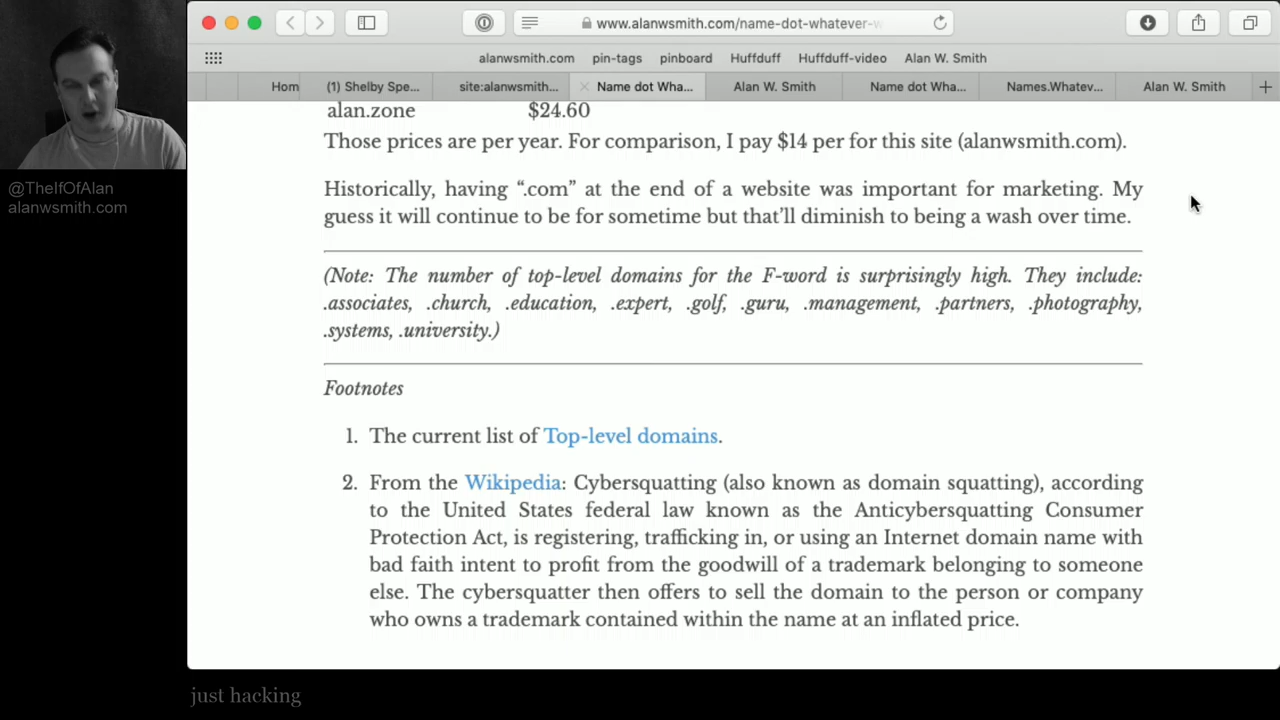 www.alanwsmith.com/name-dot-whatever-w
alanwsmith.com pin-tags pinboard Huffduff Huffduff-video Alan W. Smith
Hom (1) Shelby Spe... site:alanwsmith... Name dot Wha... Alan W. Smith Name dot Wha... Names.Whatev... Alan W. Smith
alan.zone $24.60
Those prices are per year. For comparison, I pay $14 per for this site (alanwsmith.com).
@TheIfOfAlan
alanwsmith.com
Historically, having “.com” at the end of a website was important for marketing. My
guess it will continue to be for sometime but that’ll diminish to being a wash over time.
(Note: The number of top-level domains for the F-word is surprisingly high. They include:
.associates, .church, .education, .expert, .golf, .guru, .management, .partners, .photography,
.systems, .university.)
Footnotes
1. The current list of Top-level domains.
2. From the Wikipedia: Cybersquatting (also known as domain squatting), according
to the United States federal law known as the Anticybersquatting Consumer
Protection Act, is registering, trafficking in, or using an Internet domain name with
bad faith intent to profit from the goodwill of a trademark belonging to someone
else. The cybersquatter then offers to sell the domain to the person or company
who owns a trademark contained within the name at an inflated price.
just hacking